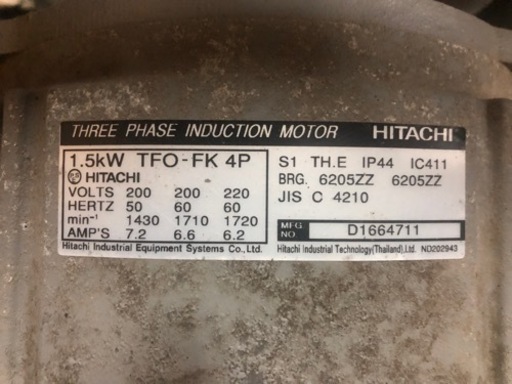 THREE PHASE INDUCTION MOTOR HITACHI
1.5kW TFO-FK 4P
HITACHI
VOLTS 200 200 220
HERTZ 50 60 60
min⁻¹ 1430 1710 1720
AMP'S 7.2 6.6 6.2
Hitachi Industrial Equipment Systems Co., Ltd.
S1 TH.E IP44 IC411
BRG. 6205ZZ 6205ZZ
JIS C 4210
MFG NO. D1664711
Hitachi Industrial Technology(Thailand),Ltd. ND202943